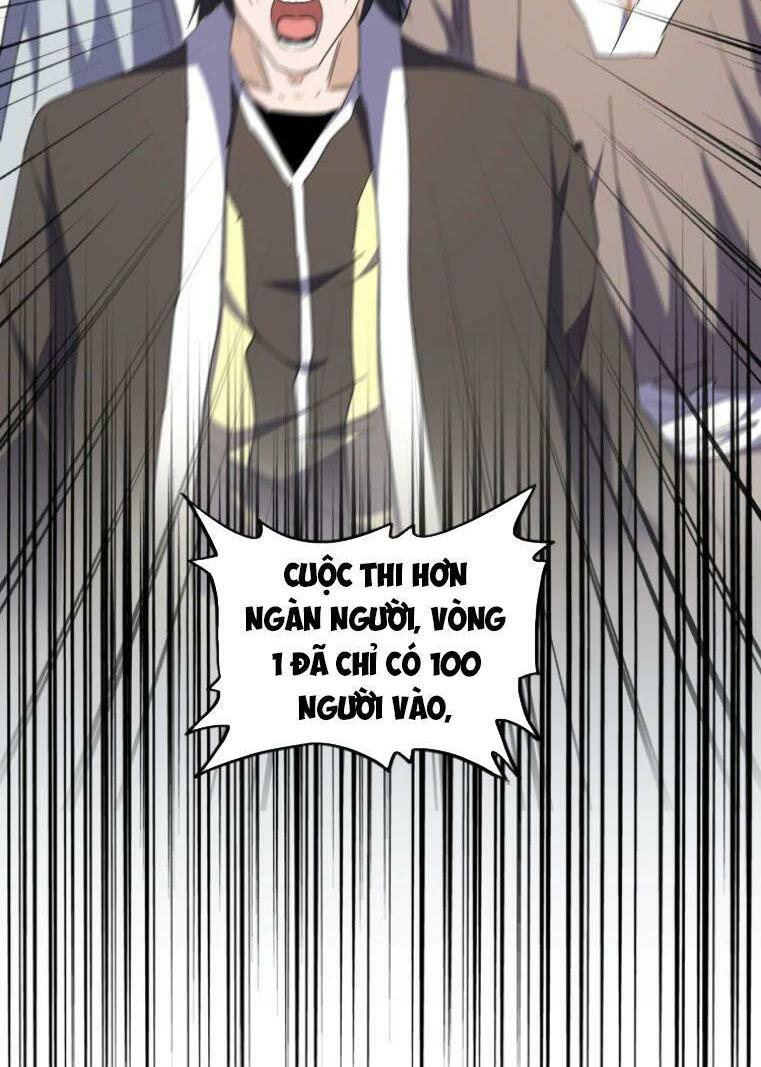 CUỘC THI HƠN
NGÀN NGƯỜI, VÒNG
1 ĐÃ CHỈ CÓ 100
NGƯỜI VÀO,